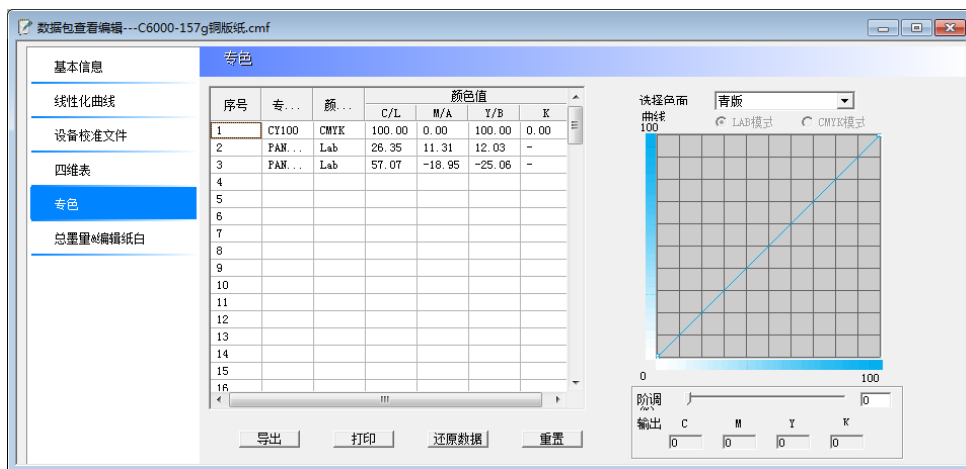 数据包查看编辑---C6000-157g铜版纸.cmf
基本信息
线性化曲线
设备校准文件
四维表
专色
总墨量&编辑纸白
专色
序号 专... 颜... 颜色值
C/L M/A Y/B K
1 CY100 CMYK 100.00 0.00 100.00 0.00
2 PAN... Lab 26.35 11.31 12.03 -
3 PAN... Lab 57.07 -18.95 -25.06 -
4
5
6
7
8
9
10
11
12
13
14
15
16
导出 打印 还原数据 重置
选择色面 青版
曲线
LAB模式 CMYK模式
100
0 100
阶调 0
输出 C M Y K
0 0 0 0